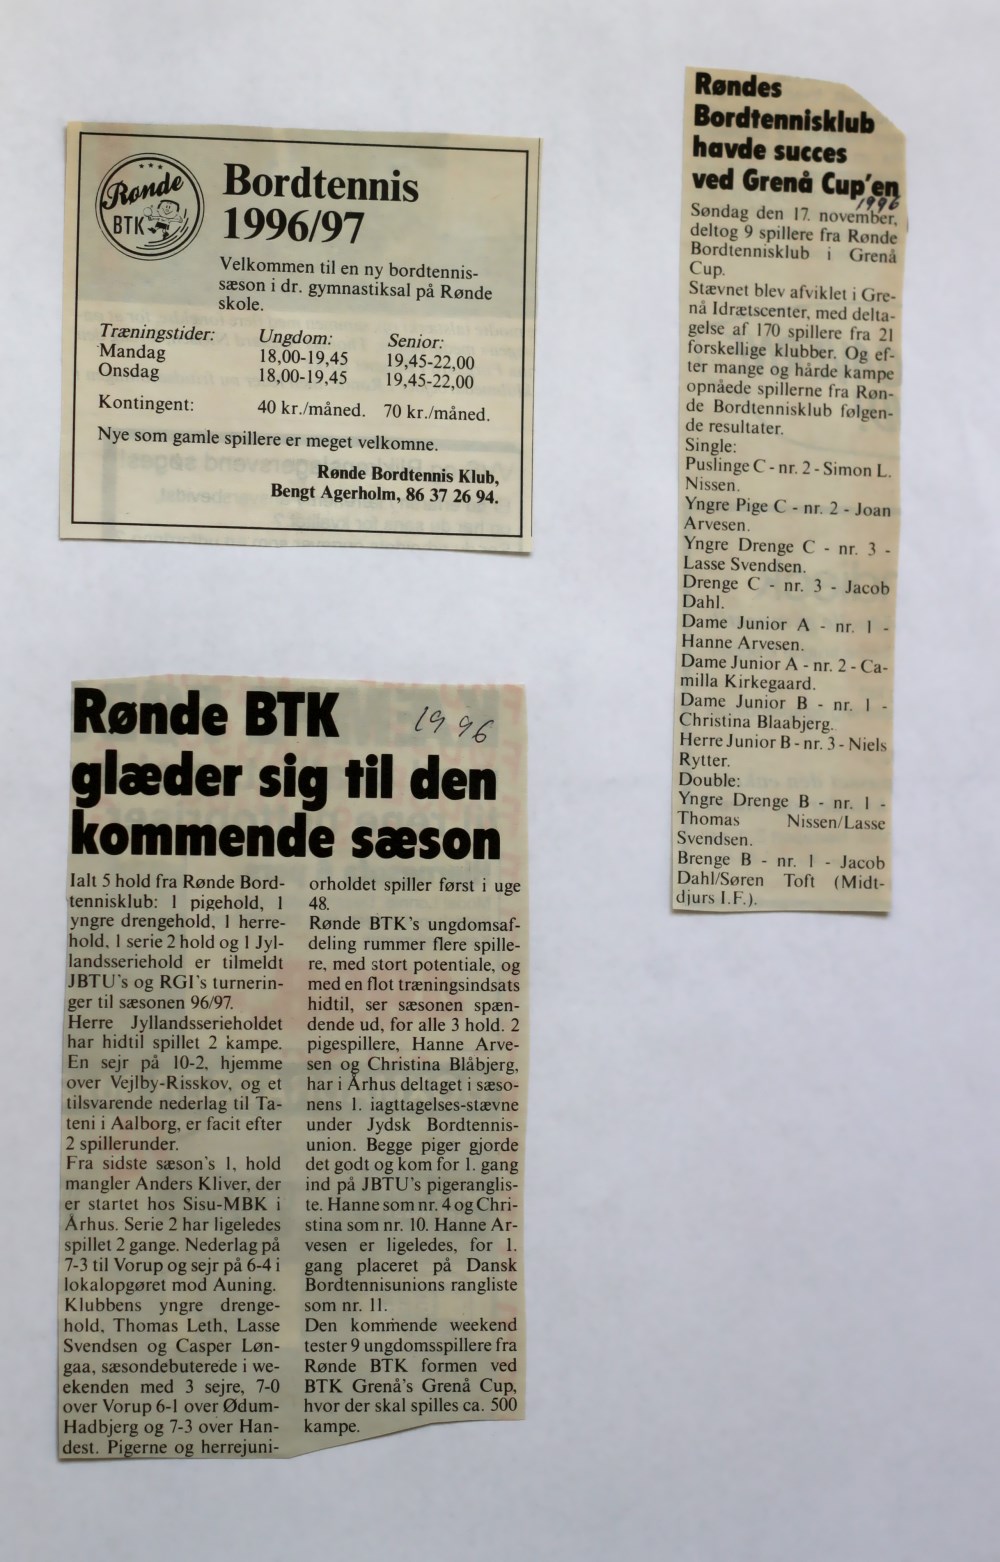 Rønde
BTK
Bordtennis
1996/97
Velkommen til en ny bordtennis-
sæson i dr. gymnastiksal på Rønde
skole.
Træningstider: Ungdom: Senior:
Mandag 18,00-19,45 19,45-22,00
Onsdag 18,00-19,45 19,45-22,00
Kontingent: 40 kr./måned. 70 kr./måned.
Nye som gamle spillere er meget velkomne.
Rønde Bordtennis Klub,
Bengt Agerholm, 86 37 26 94.
Rønde BTK 1996
glæder sig til den
kommende sæson
Ialt 5 hold fra Rønde Bord-
tennisklub: 1 pigehold, 1
yngre drengehold, 1 herre-
hold, 1 serie 2 hold og 1 Jyl-
landsseriehold er tilmeldt
JBTU's og RGI's turnerin-
ger til sæsonen 96/97.
Herre Jyllandsserieholdet
har hidtil spillet 2 kampe.
En sejr på 10-2, hjemme
over Vejlby-Risskov, og et
tilsvarende nederlag til Ta-
teni i Aalborg, er facit efter
2 spillerunder.
Fra sidste sæson's 1. hold
mangler Anders Kliver, der
er startet hos Sisu-MBK i
Århus. Serie 2 har ligeledes
spillet 2 gange. Nederlag på
7-3 til Vorup og sejr på 6-4 i
lokalopgøret mod Auning.
Klubbens yngre drenge-
hold, Thomas Leth, Lasse
Svendsen og Casper Løn-
gaa, sæsondebuterede i we-
ekenden med 3 sejre, 7-0
over Vorup 6-1 over Ødum-
Hadbjerg og 7-3 over Han-
dest. Pigerne og herrejuni-
orholdet spiller først i uge
48.
Rønde BTK's ungdomsaf-
deling rummer flere spille-
re, med stort potentiale, og
med en flot træningsindsats
hidtil, ser sæsonen spæn-
dende ud, for alle 3 hold. 2
pigespillere, Hanne Arve-
sen og Christina Blåbjerg,
har i Århus deltaget i sæso-
nens 1. iagttagelses-stævne
under Jydsk Bordtennis-
union. Begge piger gjorde
det godt og kom for 1. gang
ind på JBTU's pigerangli-
ste. Hanne som nr. 4 og Chri-
stina som nr. 10. Hanne Ar-
vesen er ligeledes, for 1.
gang placeret på Dansk
Bordtennisunions rangliste
som nr. 11.
Den kommende weekend
tester 9 ungdomsspillere fra
Rønde BTK formen ved
BTK Grenå's Grenå Cup,
hvor der skal spilles ca. 500
kampe.
Røndes
Bordtennisklub
havde succes
ved Grenå Cup'en
1996
Søndag den 17. november,
deltog 9 spillere fra Rønde
Bordtennisklub i Grenå
Cup.
Stævnet blev afviklet i Gre-
nå Idrætscenter, med delta-
gelse af 170 spillere fra 21
forskellige klubber. Og ef-
ter mange og hårde kampe
opnåede spillerne fra Røn-
de Bordtennisklub følgen-
de resultater.
Single:
Puslinge C - nr. 2 - Simon L.
Nissen.
Yngre Pige C - nr. 2 - Joan
Arvesen.
Yngre Drenge C - nr. 3 -
Lasse Svendsen.
Drenge C - nr. 3 - Jacob
Dahl.
Dame Junior A - nr. 1 -
Hanne Arvesen.
Dame Junior A - nr. 2 - Ca-
milla Kirkegaard.
Dame Junior B - nr. 1 -
Christina Blaabjerg.
Herre Junior B - nr. 3 - Niels
Rytter.
Double:
Yngre Drenge B - nr. 1 -
Thomas Nissen/Lasse
Svendsen.
Brenge B - nr. 1 - Jacob
Dahl/Søren Toft (Midt-
djurs I.F.).